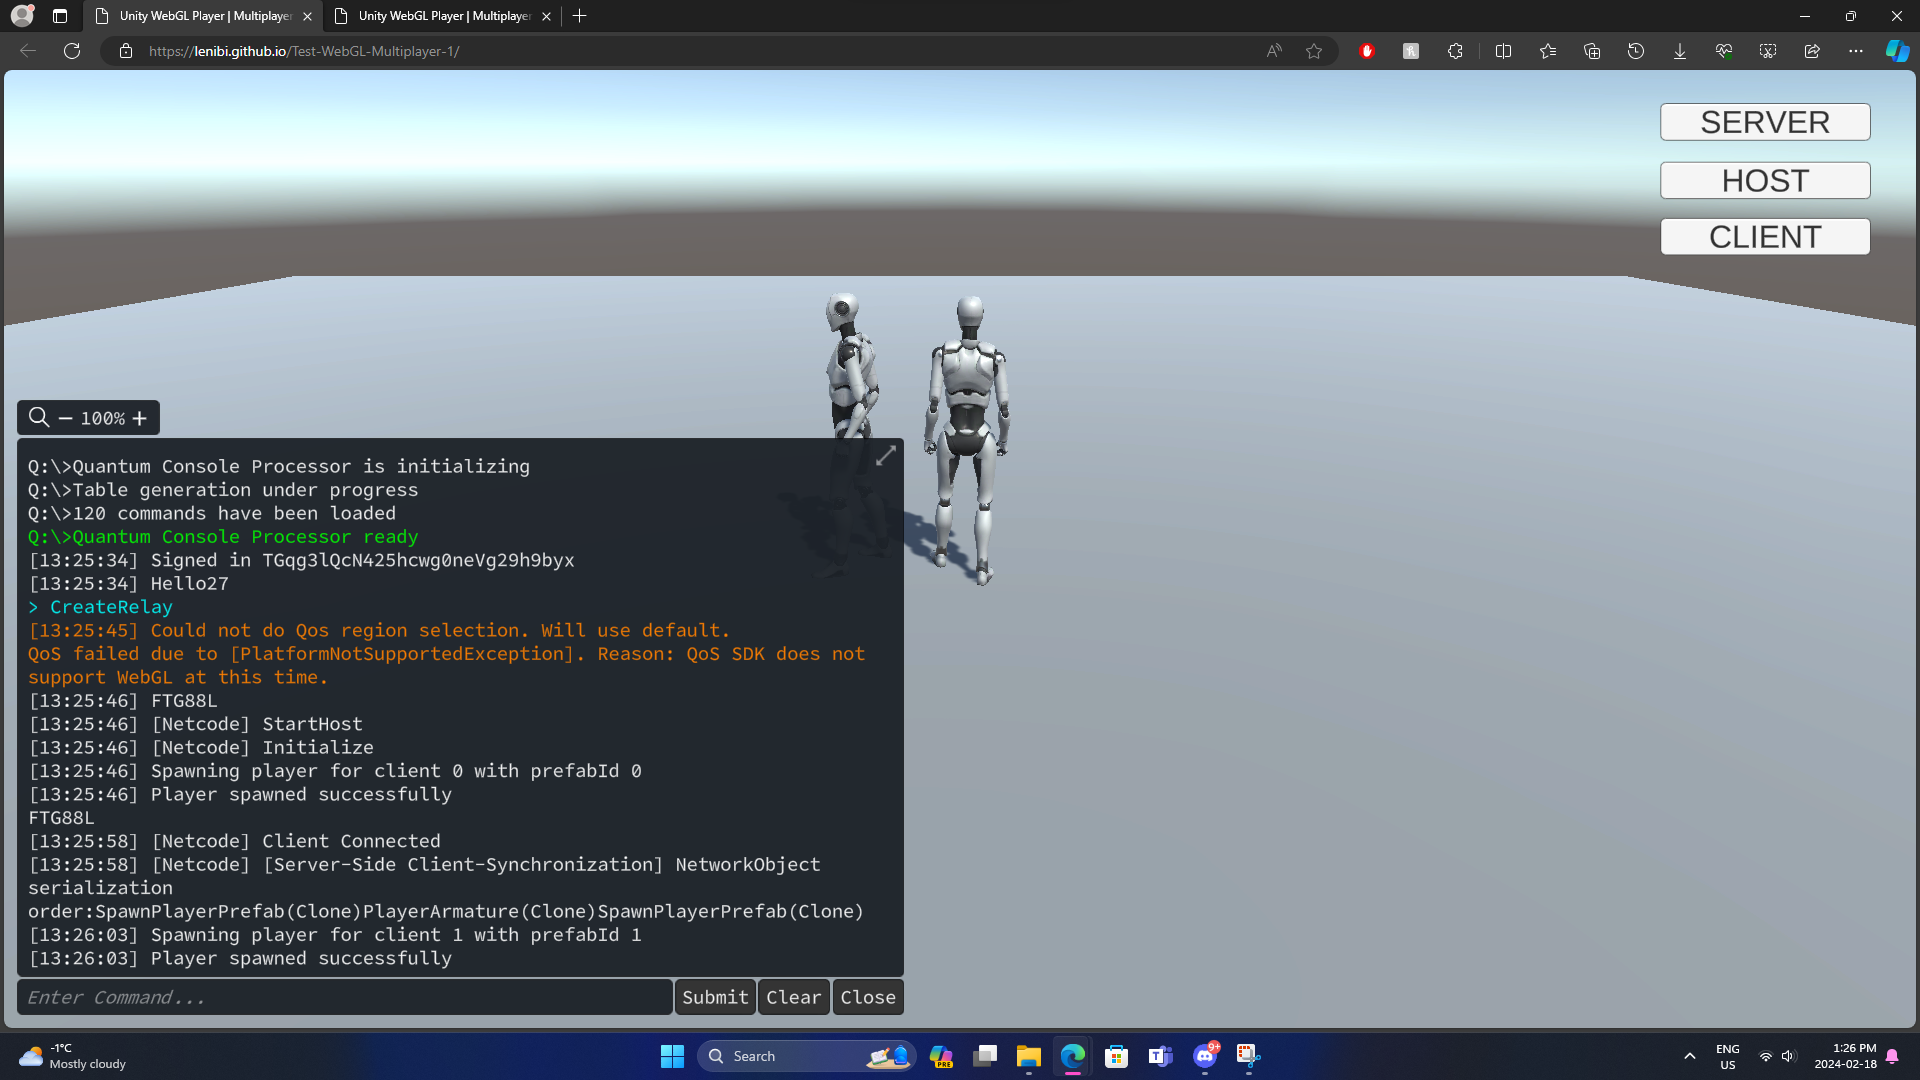 Unity WebGL Player | Multiplayer
Unity WebGL Player | Multiplayer
https://lenibi.github.io/Test-WebGL-Multiplayer-1/
SERVER
HOST
CLIENT
100%
Q:\>Quantum Console Processor is initializing
Q:\>Table generation under progress
Q:\>120 commands have been loaded
Q:\>Quantum Console Processor ready
[13:25:34] Signed in TGqg3lQcN425hcwg0neVg29h9byx
[13:25:34] Hello27
> CreateRelay
[13:25:45] Could not do Qos region selection. Will use default.
QoS failed due to [PlatformNotSupportedException]. Reason: QoS SDK does not
support WebGL at this time.
[13:25:46] FTG88L
[13:25:46] [Netcode] StartHost
[13:25:46] [Netcode] Initialize
[13:25:46] Spawning player for client 0 with prefabId 0
[13:25:46] Player spawned successfully
FTG88L
[13:25:58] [Netcode] Client Connected
[13:25:58] [Netcode] [Server-Side Client-Synchronization] NetworkObject
serialization
order:SpawnPlayerPrefab(Clone)PlayerArmature(Clone)SpawnPlayerPrefab(Clone)
[13:26:03] Spawning player for client 1 with prefabId 1
[13:26:03] Player spawned successfully
Enter Command...
Submit
Clear
Close
-1°C
Mostly cloudy
Search
PRE
9+
ENG
US
1:26 PM
2024-02-18